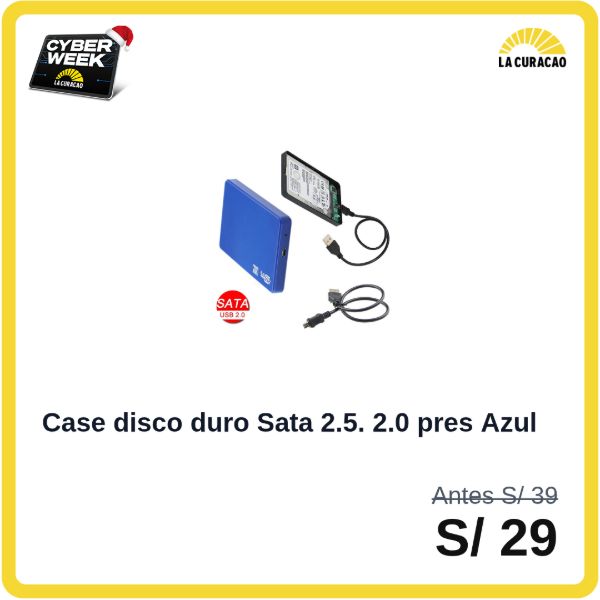 CYBER
WEEK
LA CURACAO
LA CURACAO
SATA
USB 2.0
Case disco duro Sata 2.5. 2.0 pres Azul
Antes S/ 39
S/ 29